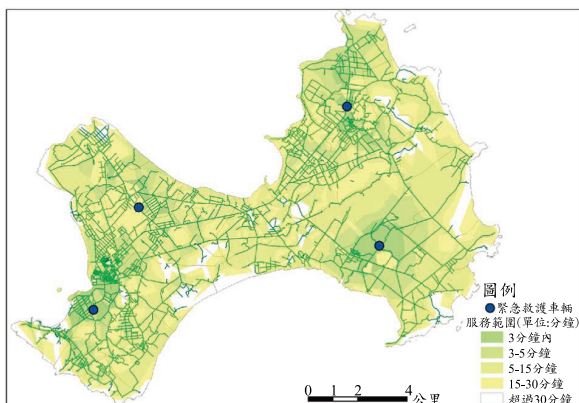 圖例
緊急救護車輛
服務範圍(單位:分鐘)
3分鐘內
3-5分鐘
5-15分鐘
15-30分鐘
超過30分鐘
0 1 2 4
公里